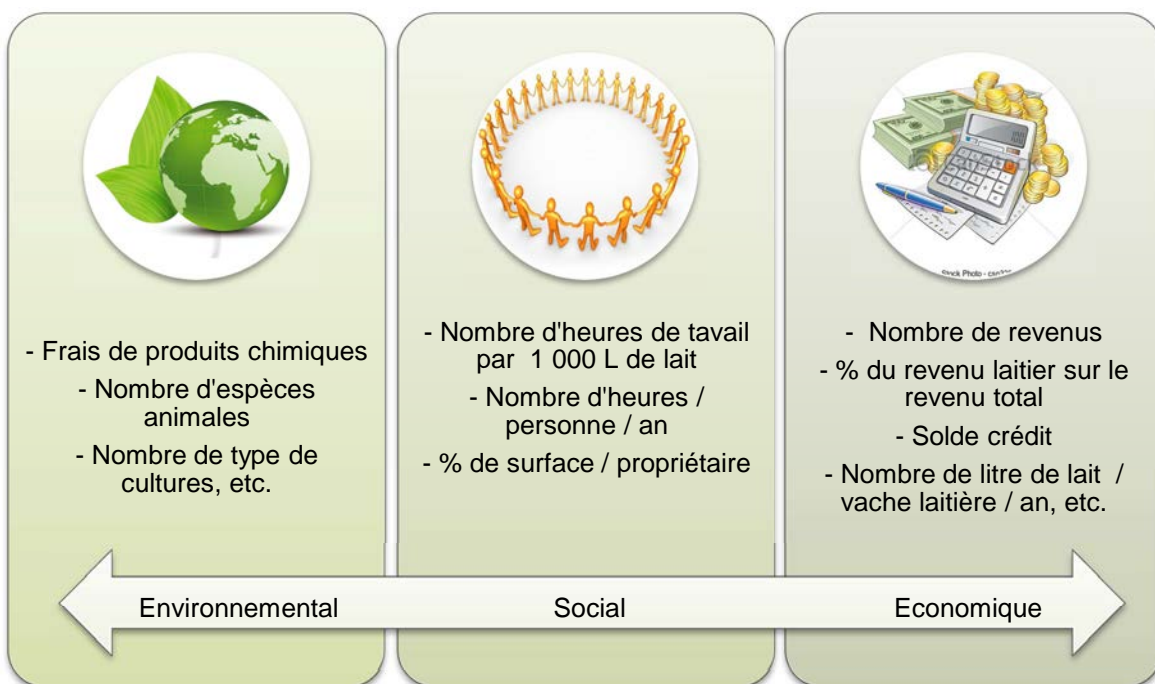 - Frais de produits chimiques
- Nombre d'espèces
animales
- Nombre de type de
cultures, etc.
- Nombre d'heures de tavail
par 1 000 L de lait
- Nombre d'heures /
personne / an
- % de surface / propriétaire
- Nombre de revenus
- % du revenu laitier sur le
revenu total
- Solde crédit
- Nombre de litre de lait /
vache laitière / an, etc.
Environnemental
Social
Economique